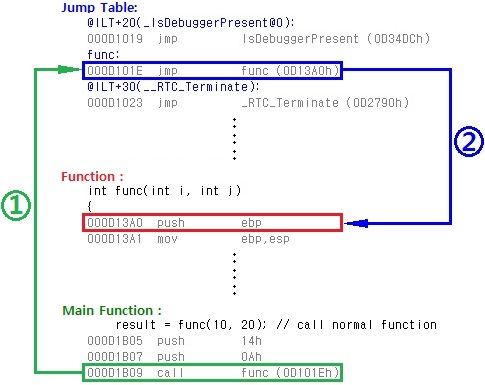 Jump Table:
@ILT+20(_IsDebuggerPresent@0):
000D1019 jmp IsDebuggerPresent (0D34DCh)
func:
000D101E jmp func (0D13A0h)
@ILT+30(__RTC_Terminate):
000D1023 jmp _RTC_Terminate (0D2790h)
②
Function :
int func(int i, int j)
①
{
000D13A0 push ebp
000D13A1 mov ebp,esp
Main Function :
result = func(10, 20); // call normal function
000D1B05 push 14h
000D1B07 push 0Ah
000D1B09 call func (0D101Eh)